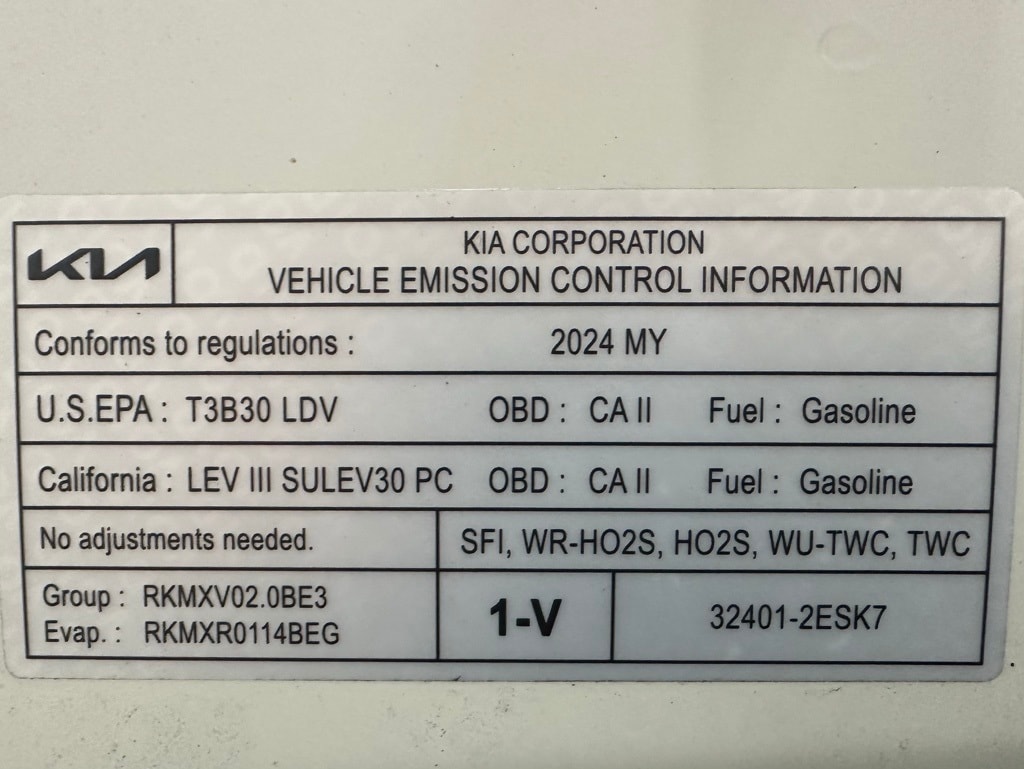 KIA
KIA CORPORATION
VEHICLE EMISSION CONTROL INFORMATION
Conforms to regulations : 2024 MY
U.S.EPA : T3B30 LDV OBD : CA II Fuel : Gasoline
California : LEV III SULEV30 PC OBD : CA II Fuel : Gasoline
No adjustments needed. SFI, WR-HO2S, HO2S, WU-TWC, TWC
Group : RKMXV02.0BE3
Evap. : RKMXR0114BEG
1-V
32401-2ESK7